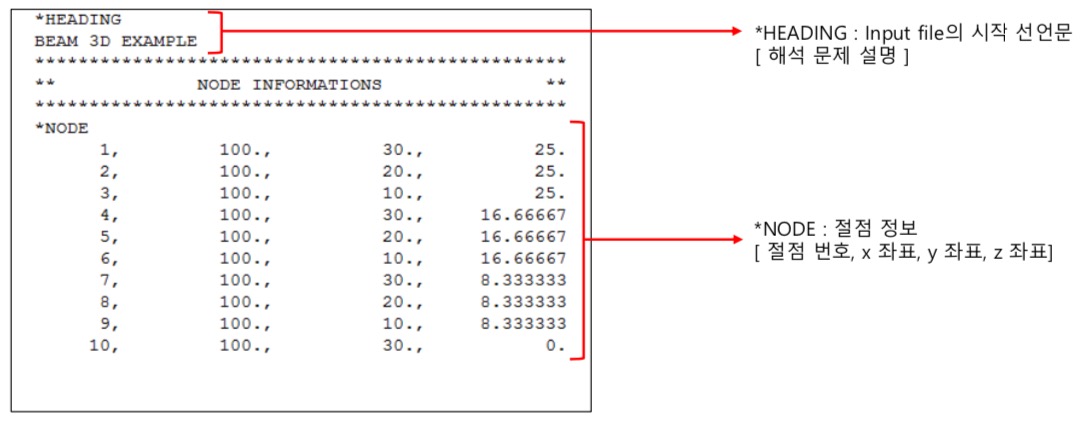 *HEADING
BEAM 3D EXAMPLE
*************************************************
** NODE INFORMATIONS **
*************************************************
*NODE
1, 100., 30., 25.
2, 100., 20., 25.
3, 100., 10., 25.
4, 100., 30., 16.66667
5, 100., 20., 16.66667
6, 100., 10., 16.66667
7, 100., 30., 8.333333
8, 100., 20., 8.333333
9, 100., 10., 8.333333
10, 100., 30., 0.
*HEADING : Input file의 시작 선언문
[ 해석 문제 설명 ]
*NODE : 절점 정보
[ 절점 번호, x 좌표, y 좌표, z 좌표]